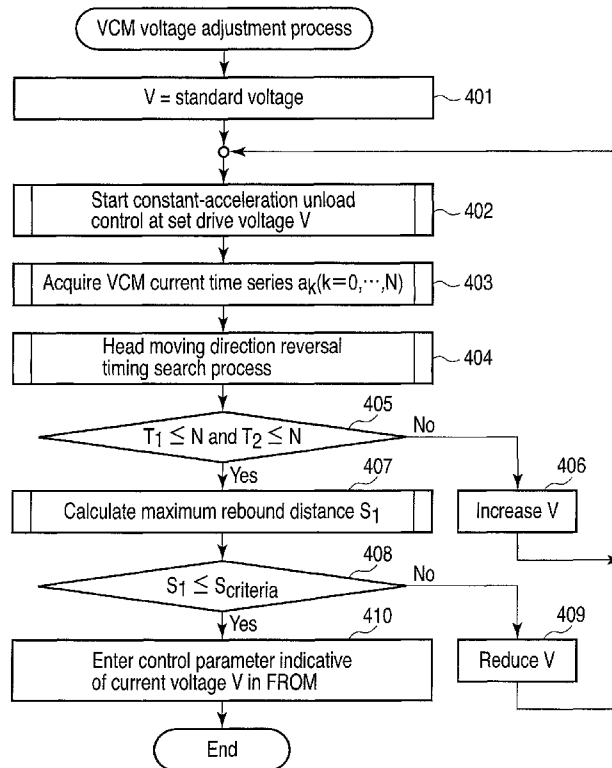 VCM voltage adjustment process
V = standard voltage
401
Start constant-acceleration unload
control at set drive voltage V
402
Acquire VCM current time series aₖ(k=0,⋯,N)
403
Head moving direction reversal
timing search process
404
405
T₁ ≤ N and T₂ ≤ N
No
Yes
407
406
Calculate maximum rebound distance S₁
Increase V
408
S₁ ≤ Scriteria
No
Yes
410
409
Enter control parameter indicative
of current voltage V in FROM
Reduce V
End